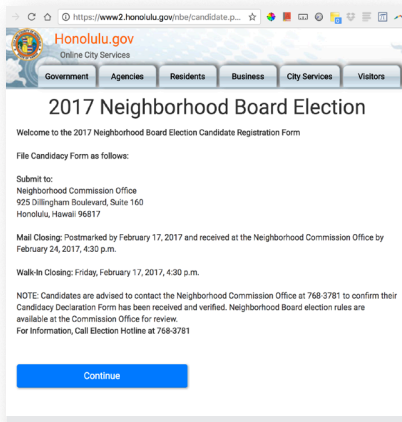 https://www2.honolulu.gov/nbe/candidate.p...
Honolulu.gov
Online City
Services
Government Agencies Residents Business City Services Visitors
2017 Neighborhood Board Election
Welcome to the 2017 Neighborhood Board Election Candidate Registration Form
File Candidacy Form as follows:
Submit to:
Neighborhood Commission Office
925 Dillingham Boulevard, Suite 160
Honolulu, Hawaii 96817
Mail Closing: Postmarked by February 17, 2017 and received at the Neighborhood Commission Office by
February 24, 2017, 4:30 p.m.
Walk-In Closing: Friday, February 17, 2017, 4:30 p.m.
NOTE: Candidates are advised to contact the Neighborhood Commission Office at 768-3781 to confirm their
Candidacy Declaration Form has been received and verified. Neighborhood Board election rules are
available at the Commission Office for review.
For Information, Call Election Hotline at 768-3781
Continue